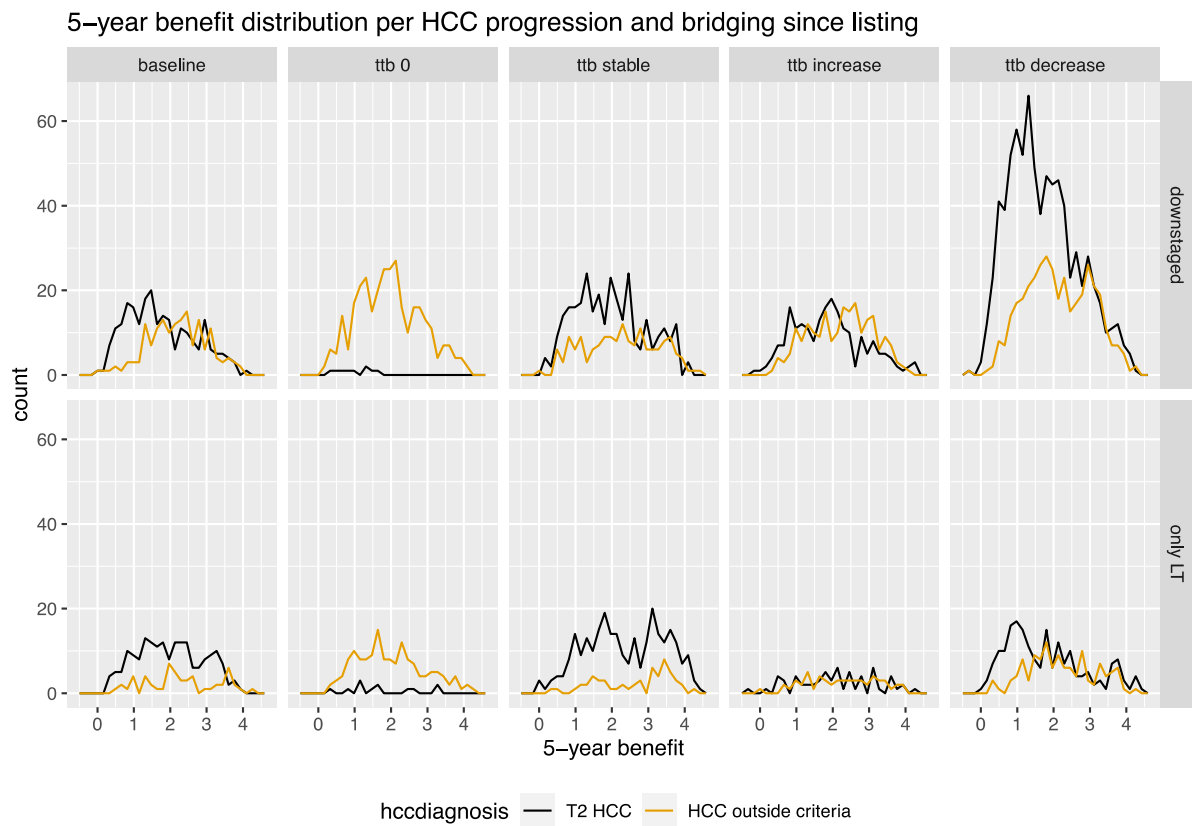 5−year benefit distribution per HCC progression and bridging since listing
baseline ttb 0 ttb stable ttb increase ttb decrease
60
40
20
0
downstaged
count
60
40
20
0
only LT
0 1 2 3 4 0 1 2 3 4 0 1 2 3 4 0 1 2 3 4 0 1 2 3 4
5−year benefit
hccdiagnosis T2 HCC HCC outside criteria